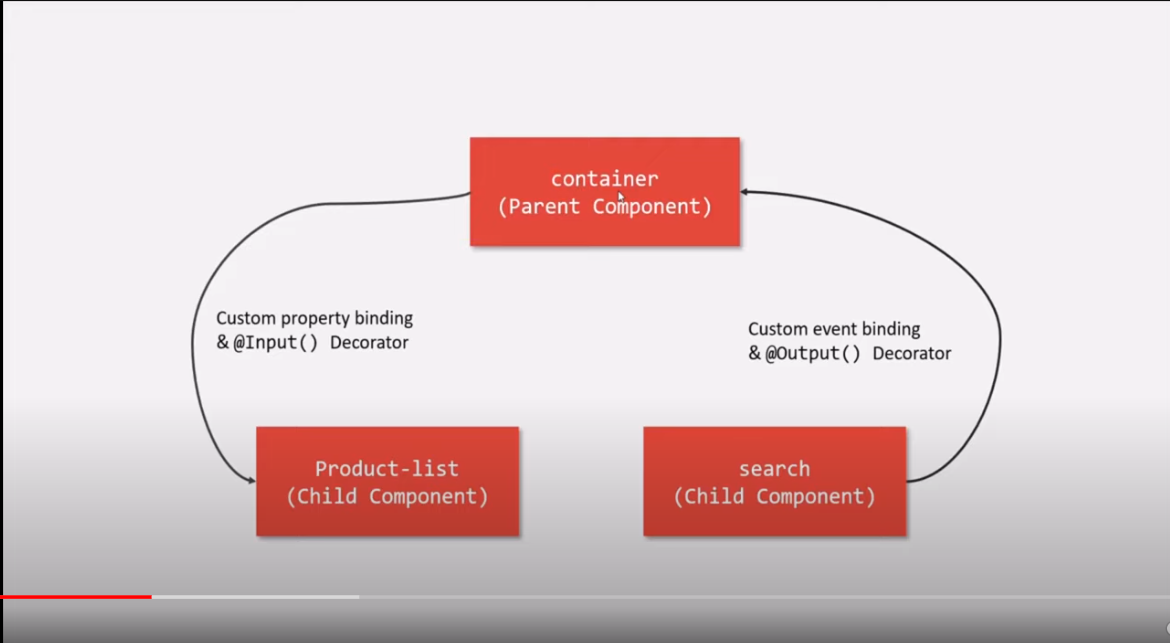 container
(Parent Component)
Custom property binding
& @Input() Decorator
Custom event binding
& @Output() Decorator
Product-list
(Child Component)
search
(Child Component)